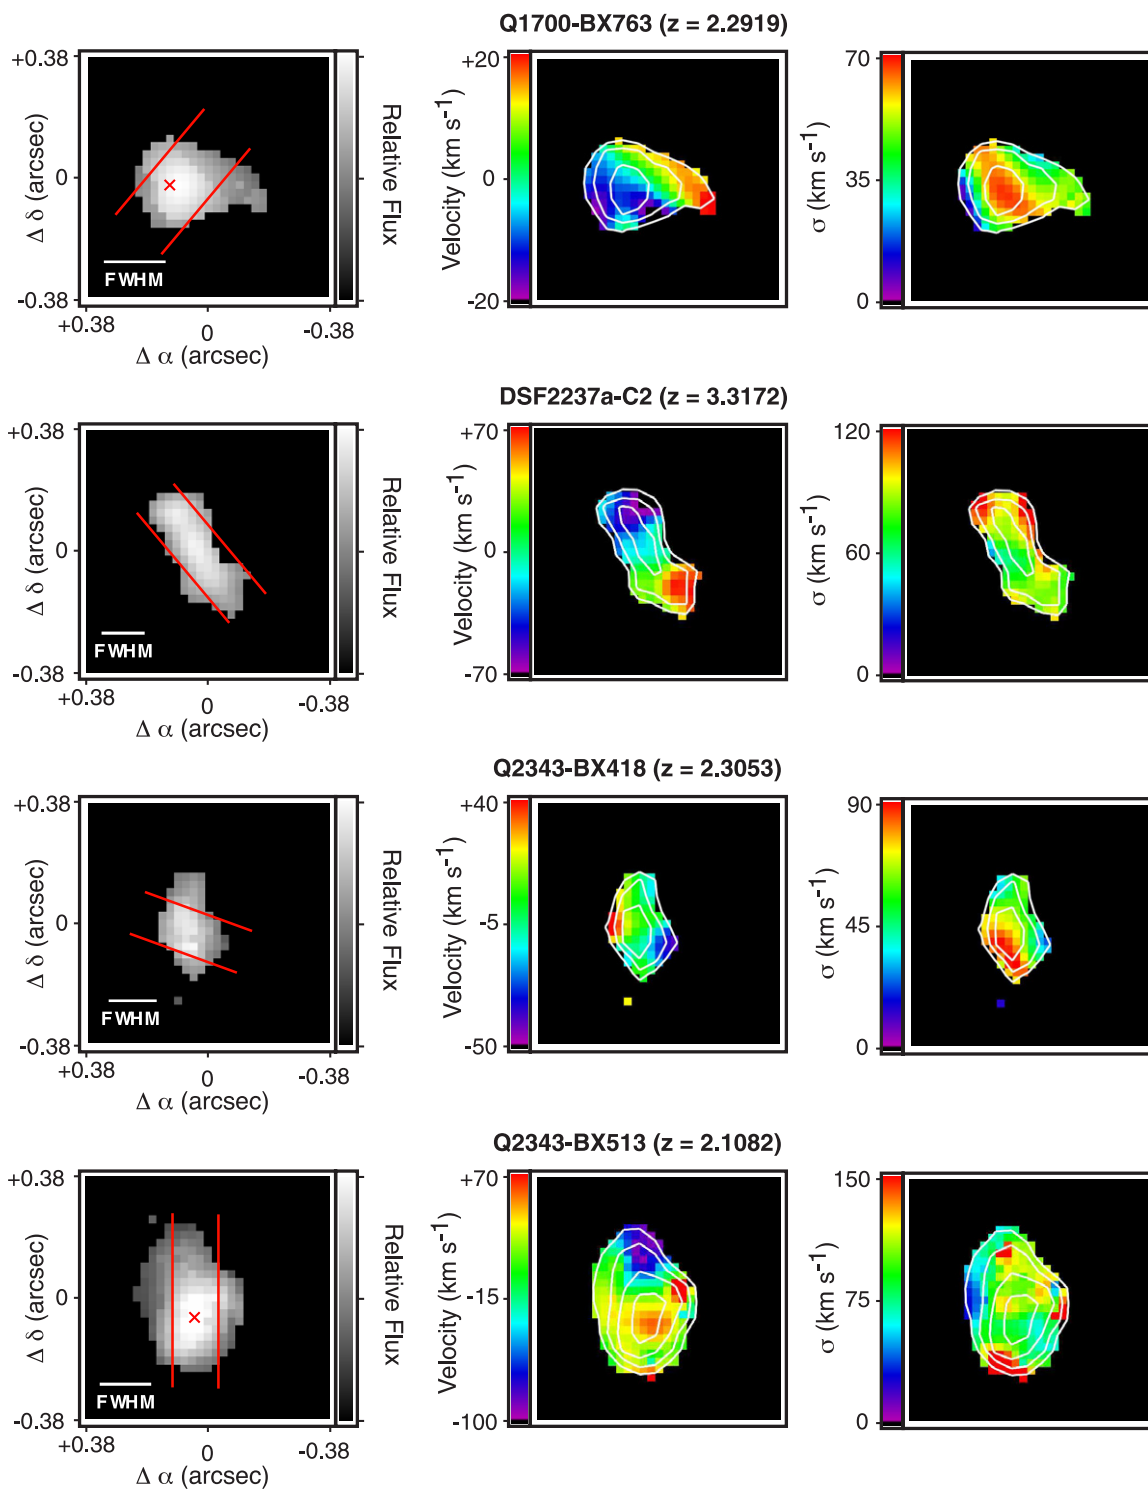 Q1700-BX763 (z = 2.2919)
+0.38
0
-0.38
Δ δ (arcsec)
FWHM
+0.38
0
-0.38
Δ α (arcsec)
Relative Flux
+20
0
-20
Velocity (km s⁻¹)
70
35
0
σ (km s⁻¹)
DSF2237a-C2 (z = 3.3172)
+0.38
0
-0.38
Δ δ (arcsec)
FWHM
+0.38
0
-0.38
Δ α (arcsec)
Relative Flux
+70
0
-70
Velocity (km s⁻¹)
120
60
0
σ (km s⁻¹)
Q2343-BX418 (z = 2.3053)
+0.38
0
-0.38
Δ δ (arcsec)
FWHM
+0.38
0
-0.38
Δ α (arcsec)
Relative Flux
+40
-5
-50
Velocity (km s⁻¹)
90
45
0
σ (km s⁻¹)
Q2343-BX513 (z = 2.1082)
+0.38
0
-0.38
Δ δ (arcsec)
FWHM
+0.38
0
-0.38
Δ α (arcsec)
Relative Flux
+70
-15
-100
Velocity (km s⁻¹)
150
75
0
σ (km s⁻¹)